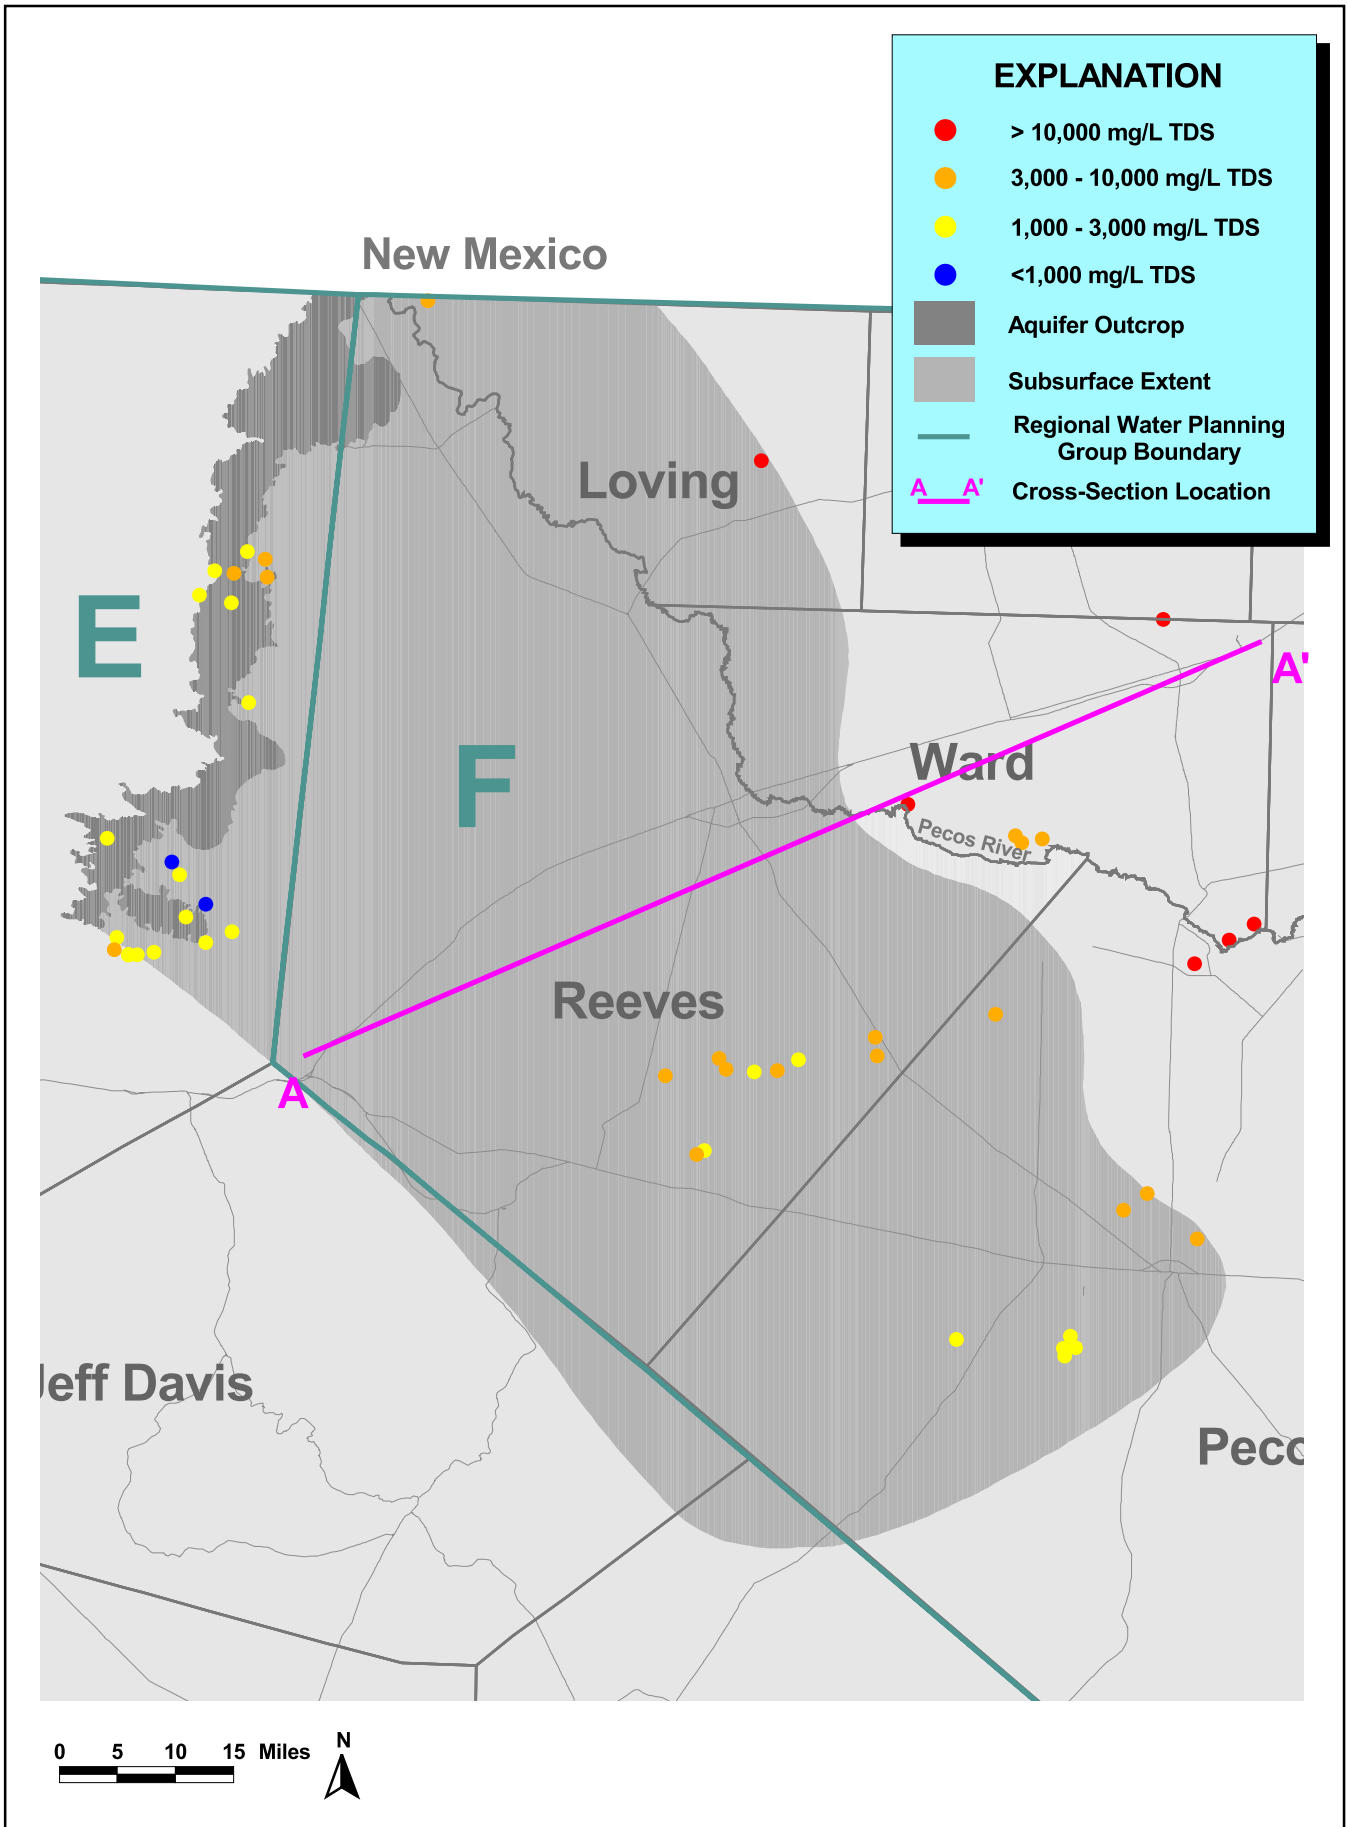 EXPLANATION
> 10,000 mg/L TDS
3,000 - 10,000 mg/L TDS
1,000 - 3,000 mg/L TDS
<1,000 mg/L TDS
Aquifer Outcrop
Subsurface Extent
Regional Water Planning
Group Boundary
A A' Cross-Section Location
New Mexico
Loving
E
A'
F
Ward
Pecos River
Reeves
A
Jeff Davis
Peco
0 5 10 15 Miles
N